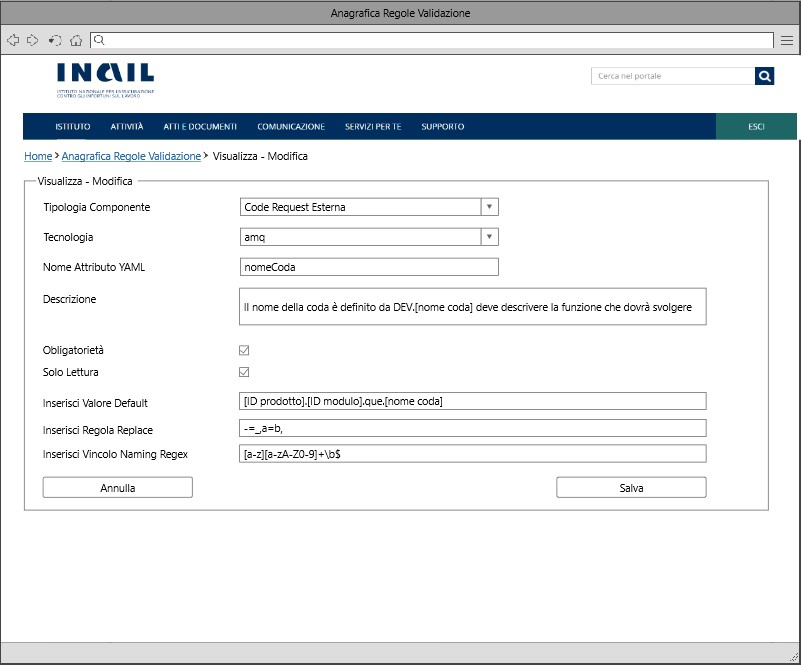 Anagrafica Regole Validazione
INAIL
ISTITUTO NAZIONALE PER L'ASSICURAZIONE
CONTRO GLI INFORTUNI SUL LAVORO
Cerca nel portale
ISTITUTO ATTIVITÀ ATTI E DOCUMENTI COMUNICAZIONE SERVIZI PER TE SUPPORTO ESCI
Home > Anagrafica Regole Validazione > Visualizza - Modifica
Visualizza - Modifica
Tipologia Componente Code Request Esterna
Tecnologia amq
Nome Attributo YAML nomeCoda
Descrizione Il nome della coda è definito da DEV.[nome coda] deve descrivere la funzione che dovrà svolgere
Obbligatorietà
Solo Lettura
Inserisci Valore Default [ID prodotto].[ID modulo].que.[nome coda]
Inserisci Regola Replace -=_,a=b,
Inserisci Vincolo Naming Regex [a-z][a-zA-Z0-9]+\b$
Annulla Salva